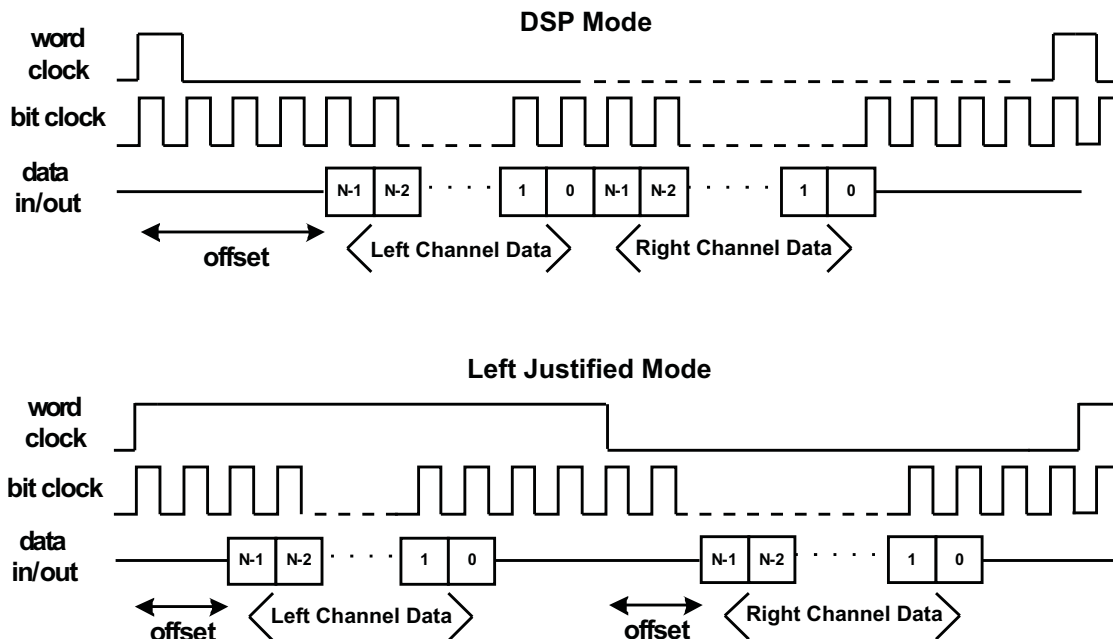 DSP Mode
word
clock
bit clock
data
in/out
N-1 N-2 1 0 N-1 N-2 1 0
offset
Left Channel Data
Right Channel Data
Left Justified Mode
word
clock
bit clock
data
in/out
N-1 N-2 1 0 N-1 N-2 1 0
offset
Left Channel Data
offset
Right Channel Data